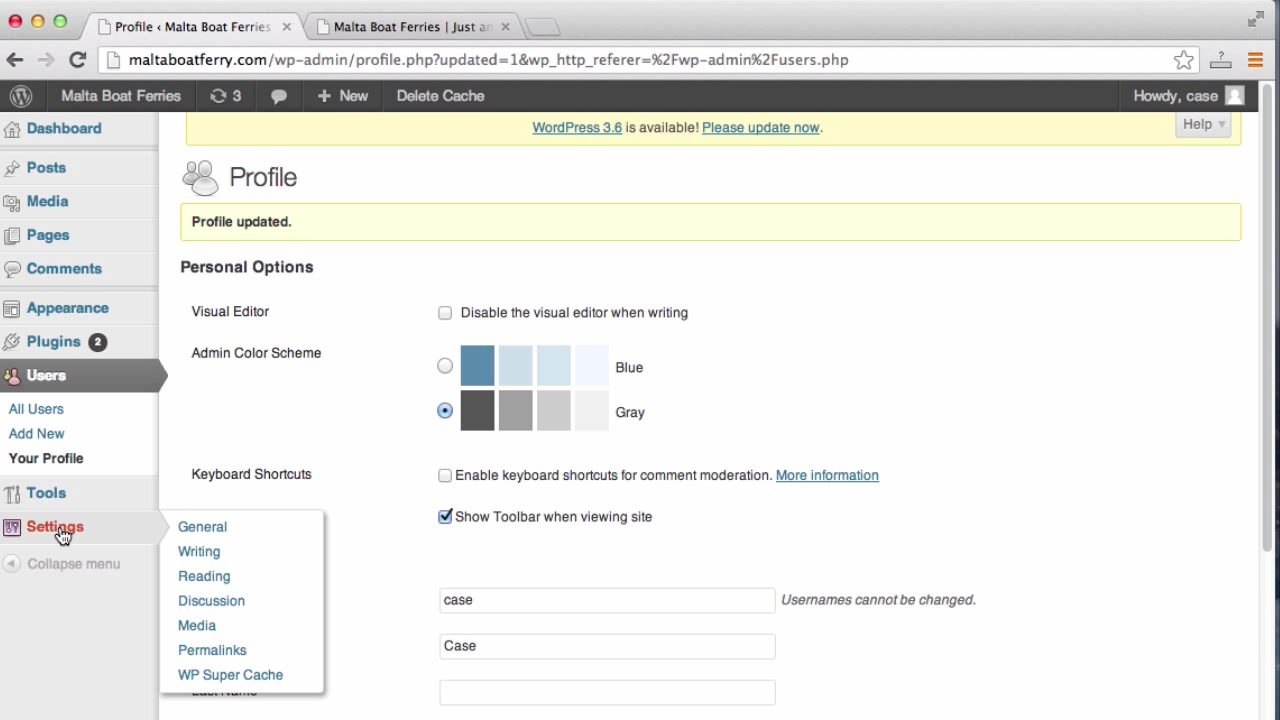 Profile ‹ Malta Boat Ferries
Malta Boat Ferries | Just an
maltaboatferry.com/wp-admin/profile.php?updated=1&wp_http_referer=%2Fwp-admin%2Fusers.php
Malta Boat Ferries 3 + New Delete Cache Howdy, case
Dashboard
Posts
Media
Pages
Comments
Appearance
Plugins 2
Users
All Users
Add New
Your Profile
Tools
Settings
Collapse menu
General
Writing
Reading
Discussion
Media
Permalinks
WP Super Cache
WordPress 3.6 is available! Please update now.
Help
Profile
Profile updated.
Personal Options
Visual Editor Disable the visual editor when writing
Admin Color Scheme
Blue
Gray
Keyboard Shortcuts Enable keyboard shortcuts for comment moderation. More information
Show Toolbar when viewing site
case Usernames cannot be changed.
Case
Last Name